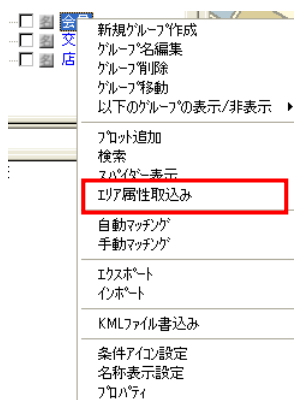 会員
交
店
新規ｸﾞﾙｰﾌﾟ作成
ｸﾞﾙｰﾌﾟ名編集
ｸﾞﾙｰﾌﾟ削除
ｸﾞﾙｰﾌﾟ移動
以下のｸﾞﾙｰﾌﾟの表示/非表示
ﾌﾟﾛｯﾄ追加
検索
ｽﾊﾟｲﾀﾞｰ表示
ｴﾘｱ属性取込み
自動ﾏｯﾁﾝｸﾞ
手動ﾏｯﾁﾝｸﾞ
ｴｸｽﾎﾟｰﾄ
ｲﾝﾎﾟｰﾄ
KMLﾌｧｲﾙ書込み
条件ｱｲｺﾝ設定
名称表示設定
ﾌﾟﾛﾊﾟﾃｨ